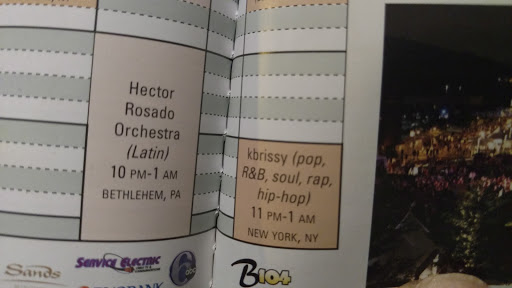 Hector
Rosado
Orchestra
(Latin)
10 PM-1 AM
BETHLEHEM, PA
kbrissy (pop,
R&B, soul, rap,
hip-hop)
11 PM-1 AM
NEW YORK, NY
Sands
SERVICE ELECTRIC
6abc
B104